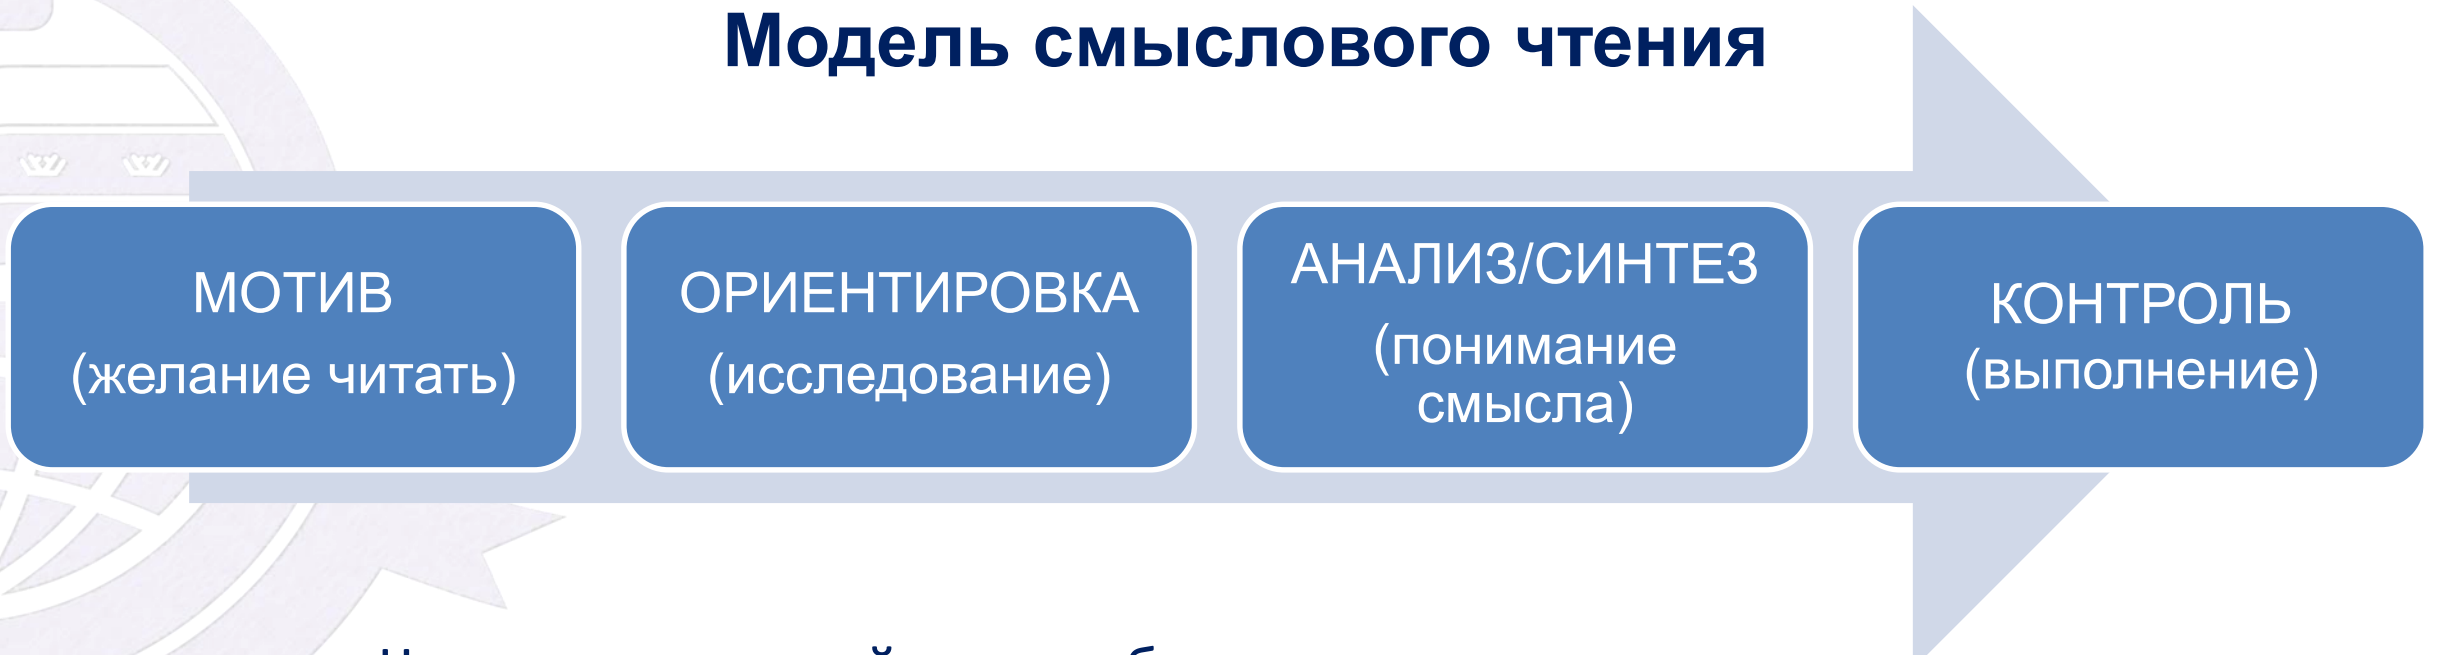 Модель смыслового чтения
МОТИВ
(желание читать)
ОРИЕНТИРОВКА
(исследование)
АНАЛИЗ/СИНТЕЗ
(понимание
смысла)
КОНТРОЛЬ
(выполнение)